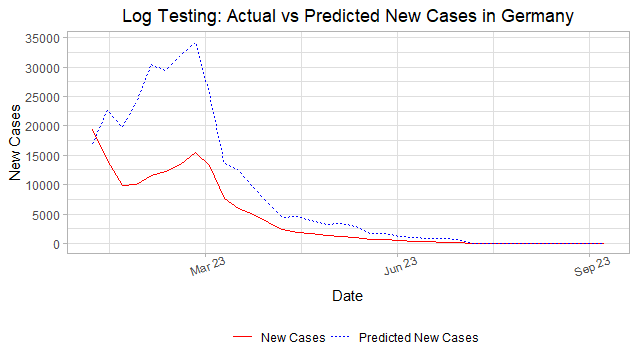 Log Testing: Actual vs Predicted New Cases in Germany
35000
30000
25000
20000
15000
10000
5000
0
New Cases
Mar 23
Jun 23
Sep 23
Date
New Cases
Predicted New Cases